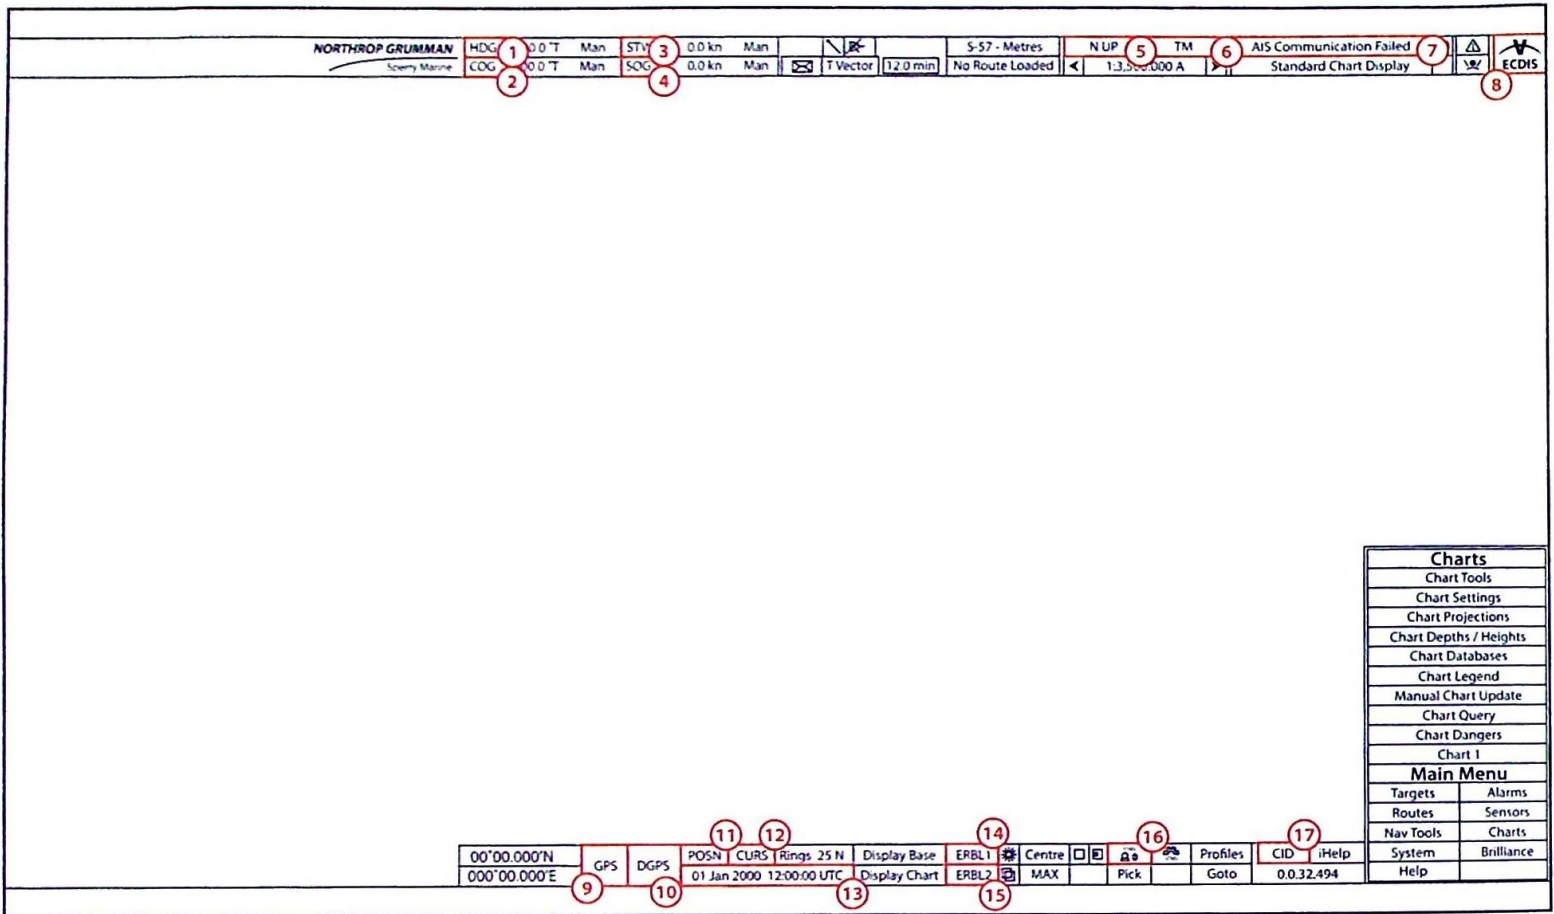 NORTHROP GRUMMAN HDG 1 0.0 °T Man STW 3 0.0 kn Man S-57 - Metres N UP 5 TM 6 AIS Communication Failed 7
Sperry Marine COG 00.0 °T Man SOG 0.0 kn Man T Vector 12.0 min No Route Loaded < 1:3,500.000 A > Standard Chart Display ECDIS
2 4 8
Charts
Chart Tools
Chart Settings
Chart Projections
Chart Depths / Heights
Chart Databases
Chart Legend
Manual Chart Update
Chart Query
Chart Dangers
Chart 1
Main Menu
Targets Alarms
Routes Sensors
Nav Tools Charts
System Brilliance
Help
11 12 14 16 17
00°00.000'N GPS DGPS POSN CURS Rings 25 N Display Base ERBL1 Centre Profiles CID iHelp
000°00.000'E 01 Jan 2000 12:00:00 UTC Display Chart ERBL2 MAX Pick Goto 0.0.32.494
9 10 13 15